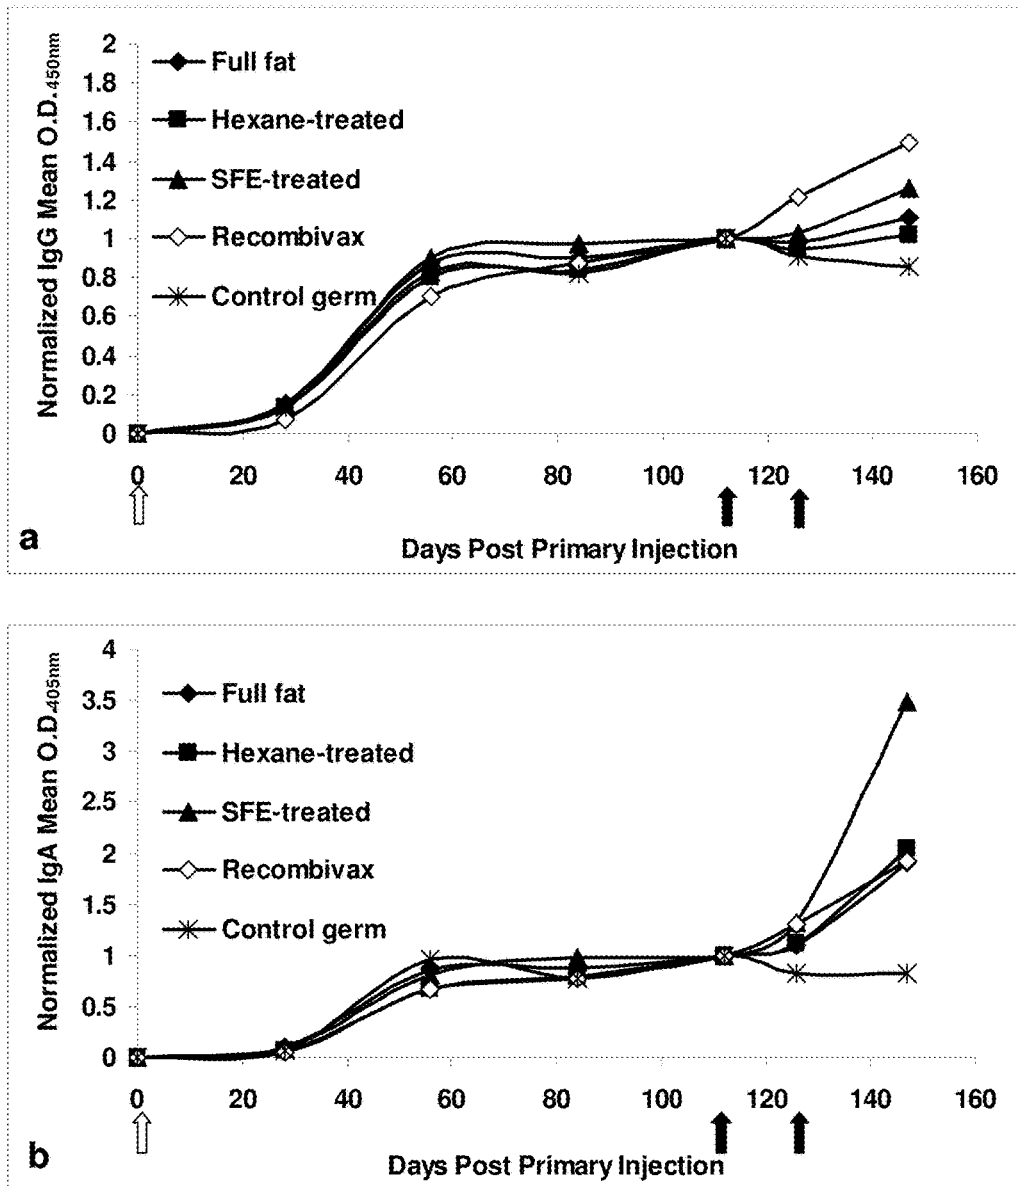 2
1.8
1.6
1.4
1.2
1
0.8
0.6
0.4
0.2
0
Normalized IgG Mean O.D.450nm
Full fat
Hexane-treated
SFE-treated
Recombivax
Control germ
0 20 40 60 80 100 120 140 160
a
Days Post Primary Injection
4
3.5
3
2.5
2
1.5
1
0.5
0
Normalized IgA Mean O.D.405nm
Full fat
Hexane-treated
SFE-treated
Recombivax
Control germ
0 20 40 60 80 100 120 140 160
b
Days Post Primary Injection